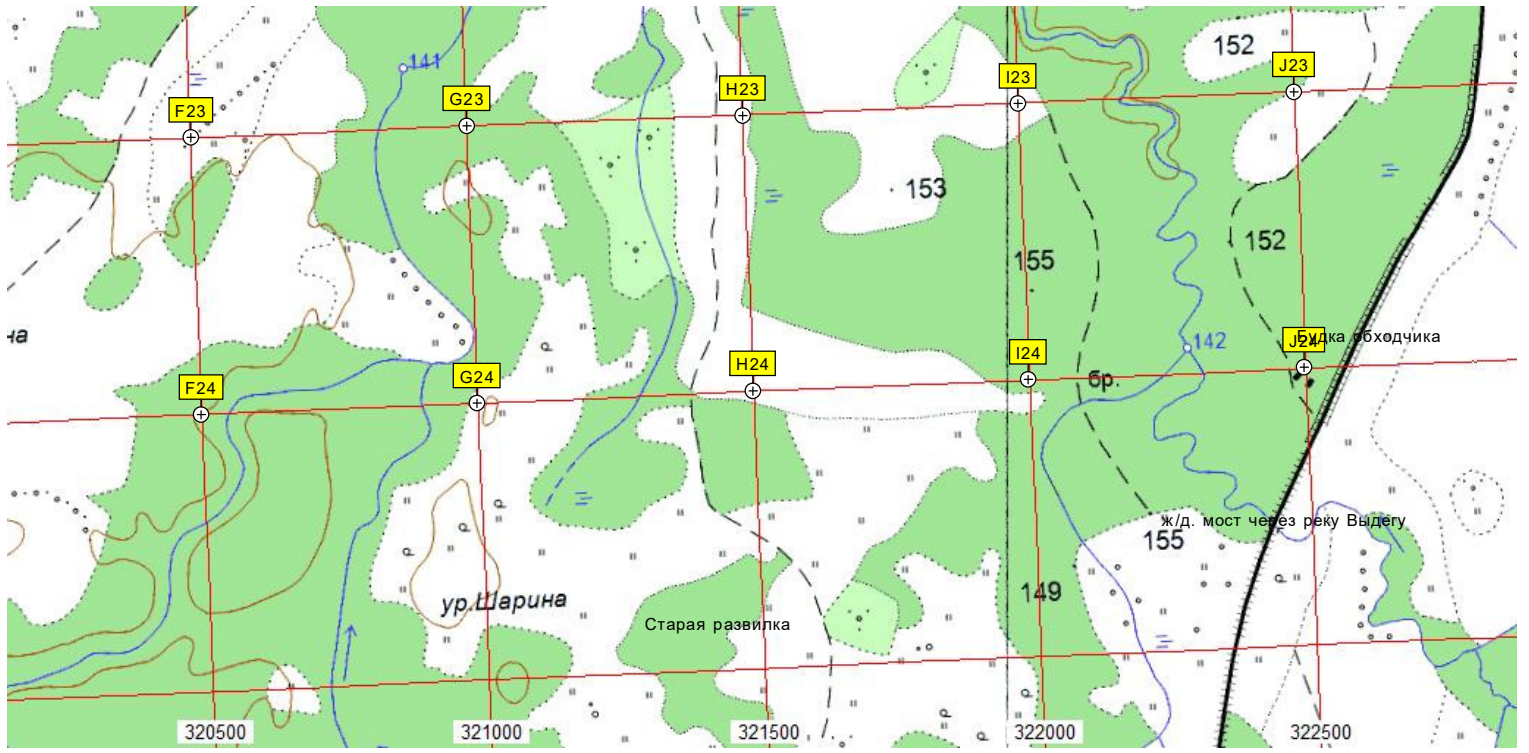 152
141
J23
I23
H23
G23
F23
153
152
155
142
Будка обходчика
на
J24
I24
бр.
H24
G24
F24
ж/д. мост через реку Выдегу
155
149
ур.Шарина
Старая развилка
320500
321000
321500
322000
322500